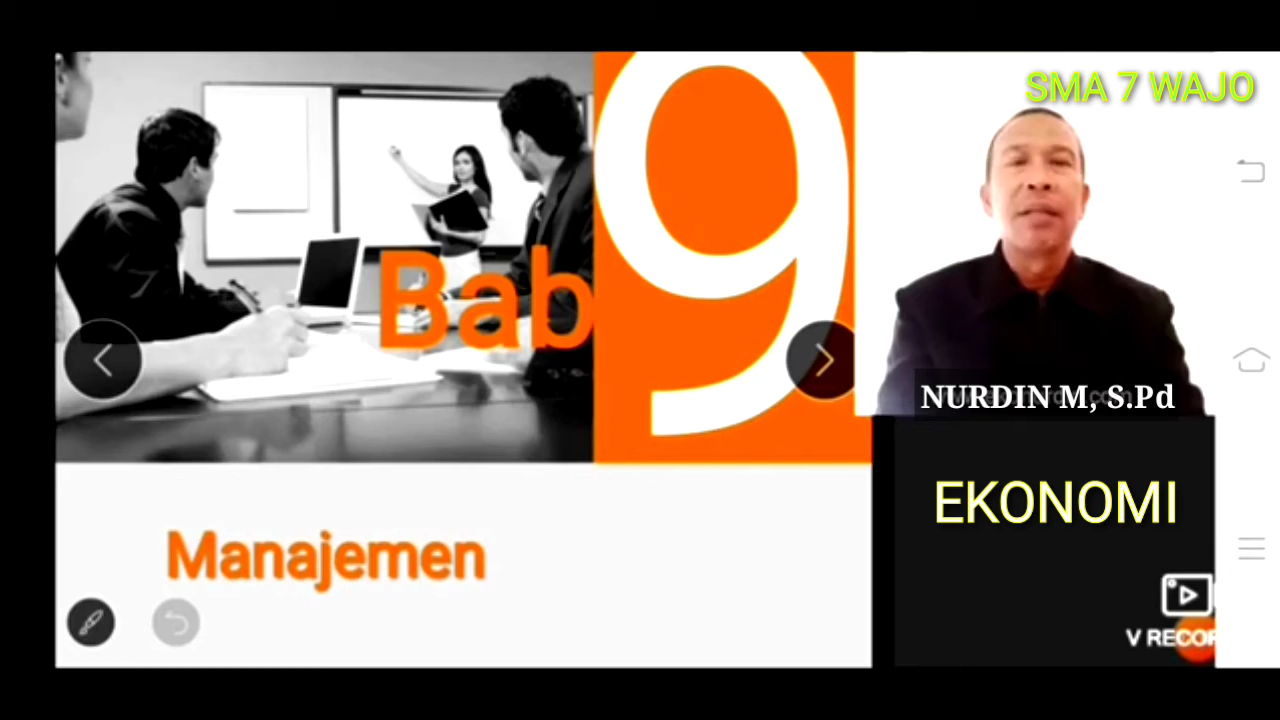 SMA 7 WAJO
Bab 9
Manajemen
NURDIN M, S.Pd
EKONOMI
V RECOR